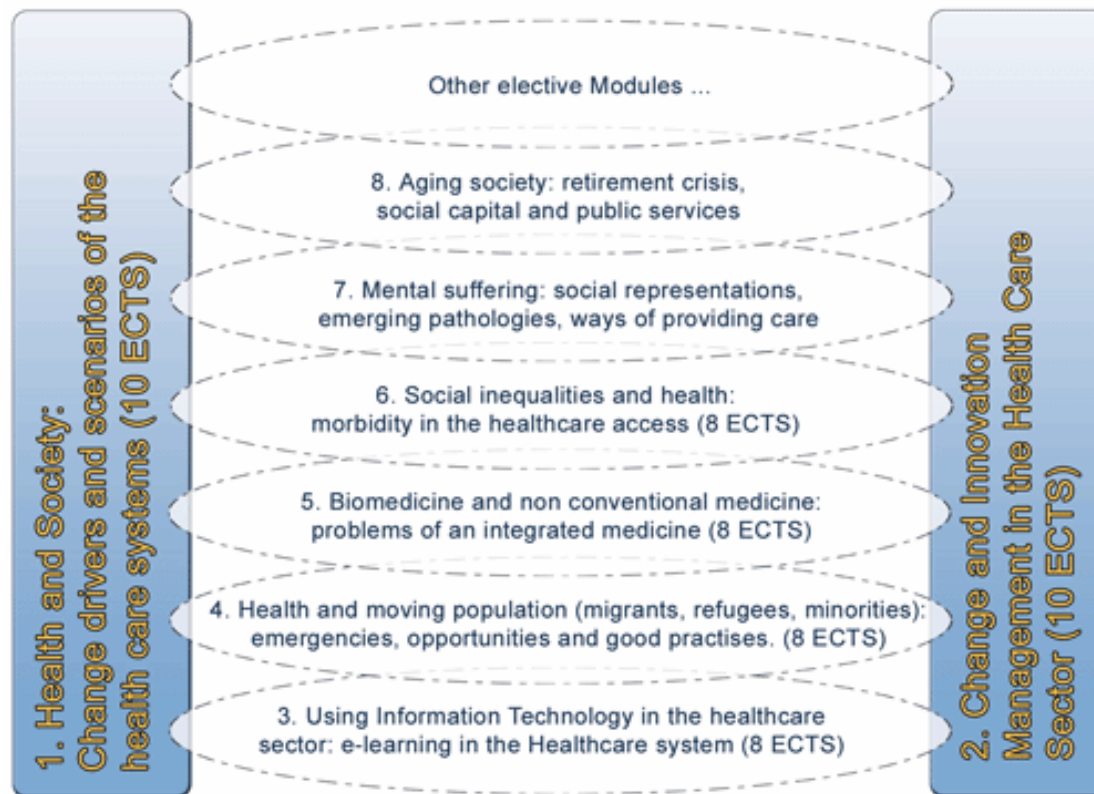 1. Health and Society:
Change drivers and scenarios of the
health care systems (10 ECTS)
Other elective Modules ...
8. Aging society: retirement crisis,
social capital and public services
7. Mental suffering: social representations,
emerging pathologies, ways of providing care
6. Social inequalities and health:
morbidity in the healthcare access (8 ECTS)
5. Biomedicine and non conventional medicine:
problems of an integrated medicine (8 ECTS)
4. Health and moving population (migrants, refugees, minorities):
emergencies, opportunities and good practises. (8 ECTS)
3. Using Information Technology in the healthcare
sector: e-learning in the Healthcare system (8 ECTS)
2. Change and Innovation
Management in the Health Care
Sector (10 ECTS)